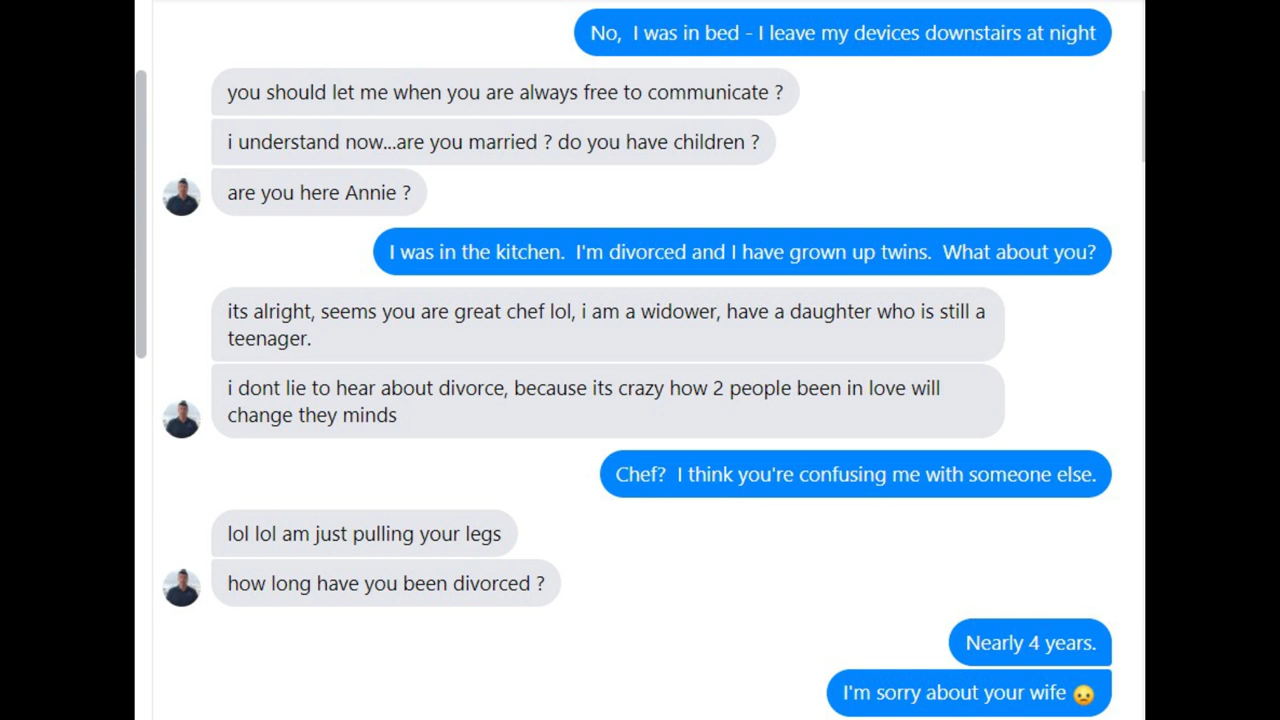 No,  I was in bed - I leave my devices downstairs at night
you should let me when you are always free to communicate ?
i understand now...are you married ? do you have children ?
are you here Annie ?
I was in the kitchen.  I'm divorced and I have grown up twins.  What about you?
its alright, seems you are great chef lol, i am a widower, have a daughter who is still a
teenager.
i dont lie to hear about divorce, because its crazy how 2 people been in love will
change they minds
Chef?  I think you're confusing me with someone else.
lol lol am just pulling your legs
how long have you been divorced ?
Nearly 4 years.
I'm sorry about your wife 😞